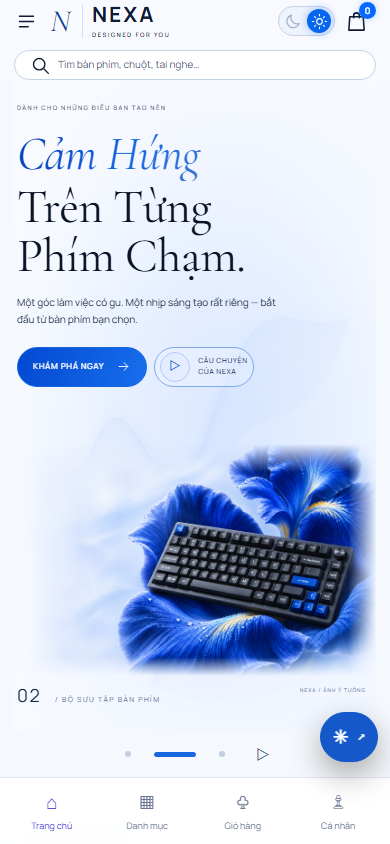 N
NEXA
DESIGNED FOR YOU
0
Tìm bàn phím, chuột, tai nghe...
DÀNH CHO NHỮNG ĐIỀU BẠN TẠO NÊN
Cảm Hứng
Trên Từng
Phím Chạm.
Một góc làm việc có gu. Một nhịp sáng tạo rất riêng — bắt
đầu từ bàn phím bạn chọn.
KHÁM PHÁ NGAY →
CÂU CHUYỆN
CỦA NEXA
02 / BỘ SƯU TẬP BÀN PHÍM
NEXA / ẢNH Ý TƯỞNG
Trang chủ
Danh mục
Giỏ hàng
Cá nhân